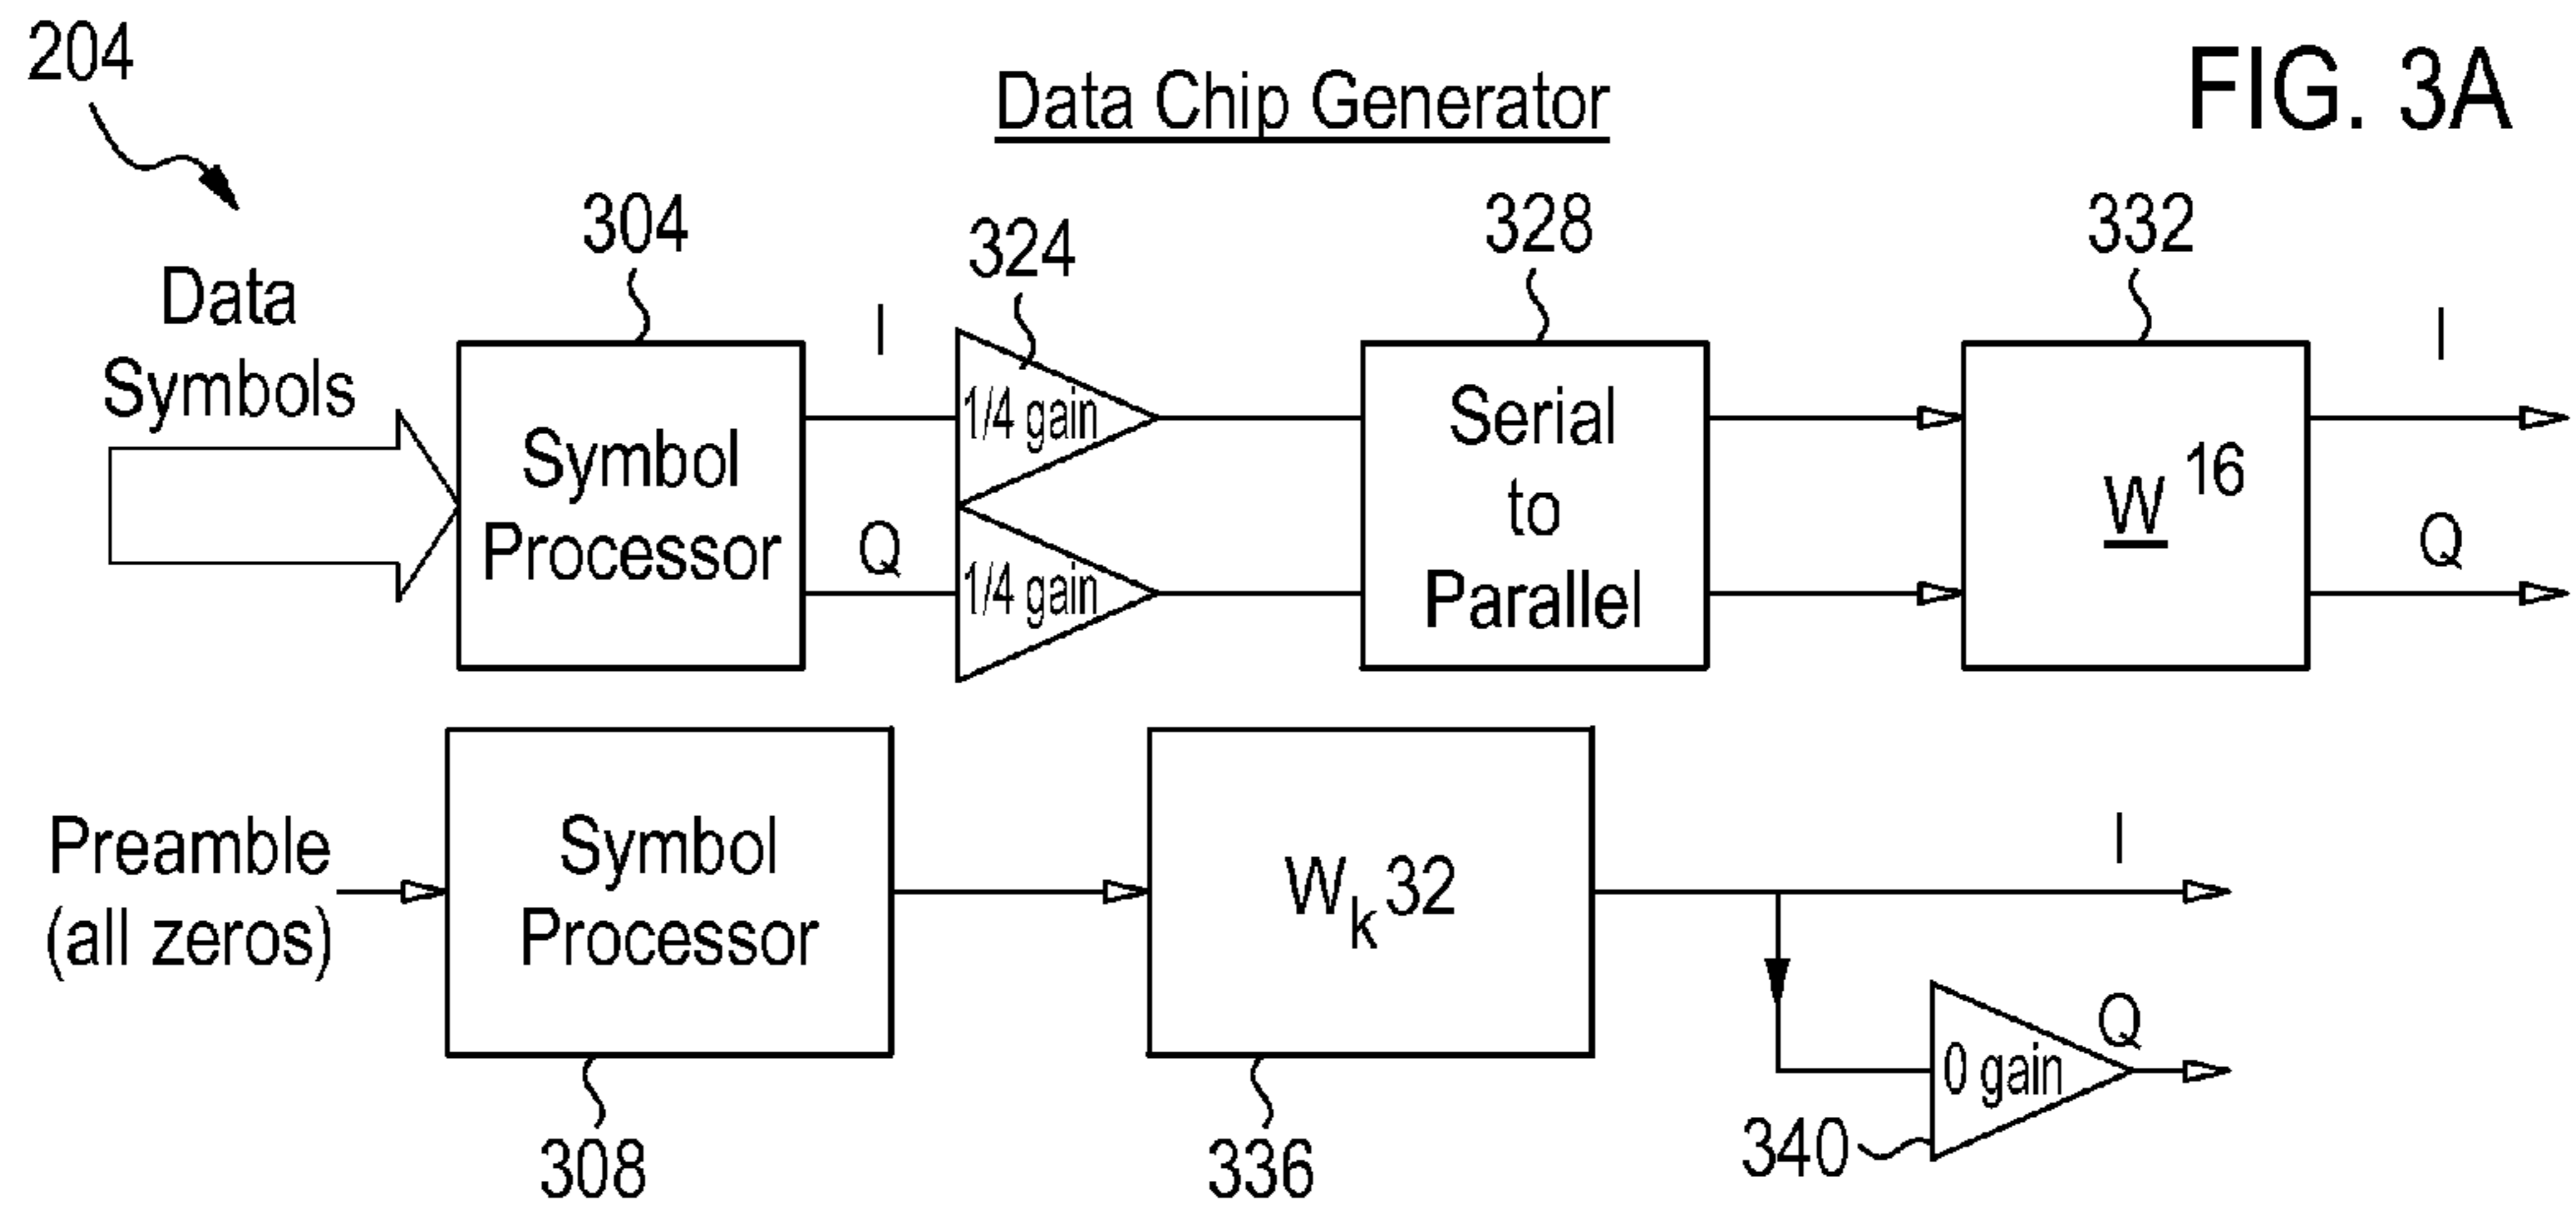 204
Data Chip Generator
FIG. 3A
304
324
328
332
Data
Symbols
Symbol
Processor
I
Q
1/4 gain
1/4 gain
Serial
to
Parallel
W 16
I
Q
Preamble
(all zeros)
Symbol
Processor
Wk32
I
Q
0 gain
308
336
340